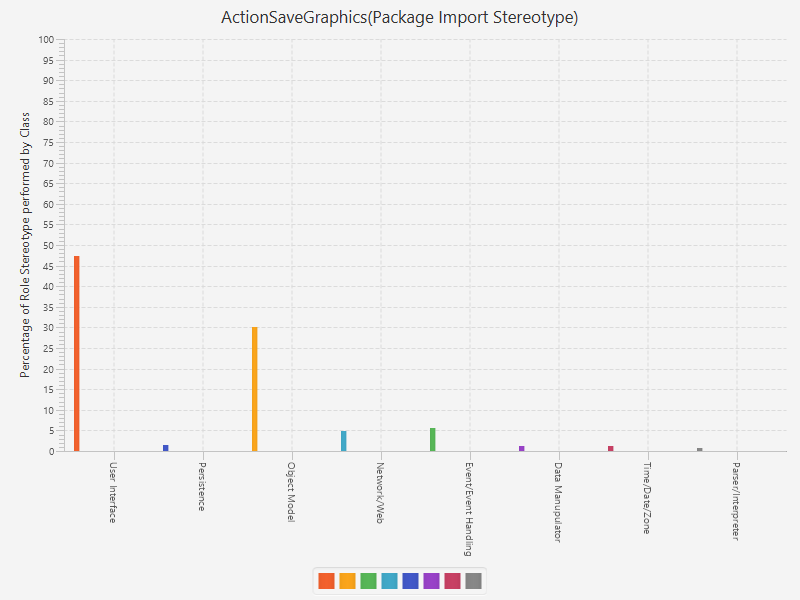 ActionSaveGraphics(Package Import Stereotype)
Percentage of Role Stereotype performed by Class
100
95
90
85
80
75
70
65
60
55
50
45
40
35
30
25
20
15
10
5
0
User Interface
Persistence
Object Model
Network/Web
Event/Event Handling
Data Manupulator
Time/Date/Zone
Parser/Interpreter